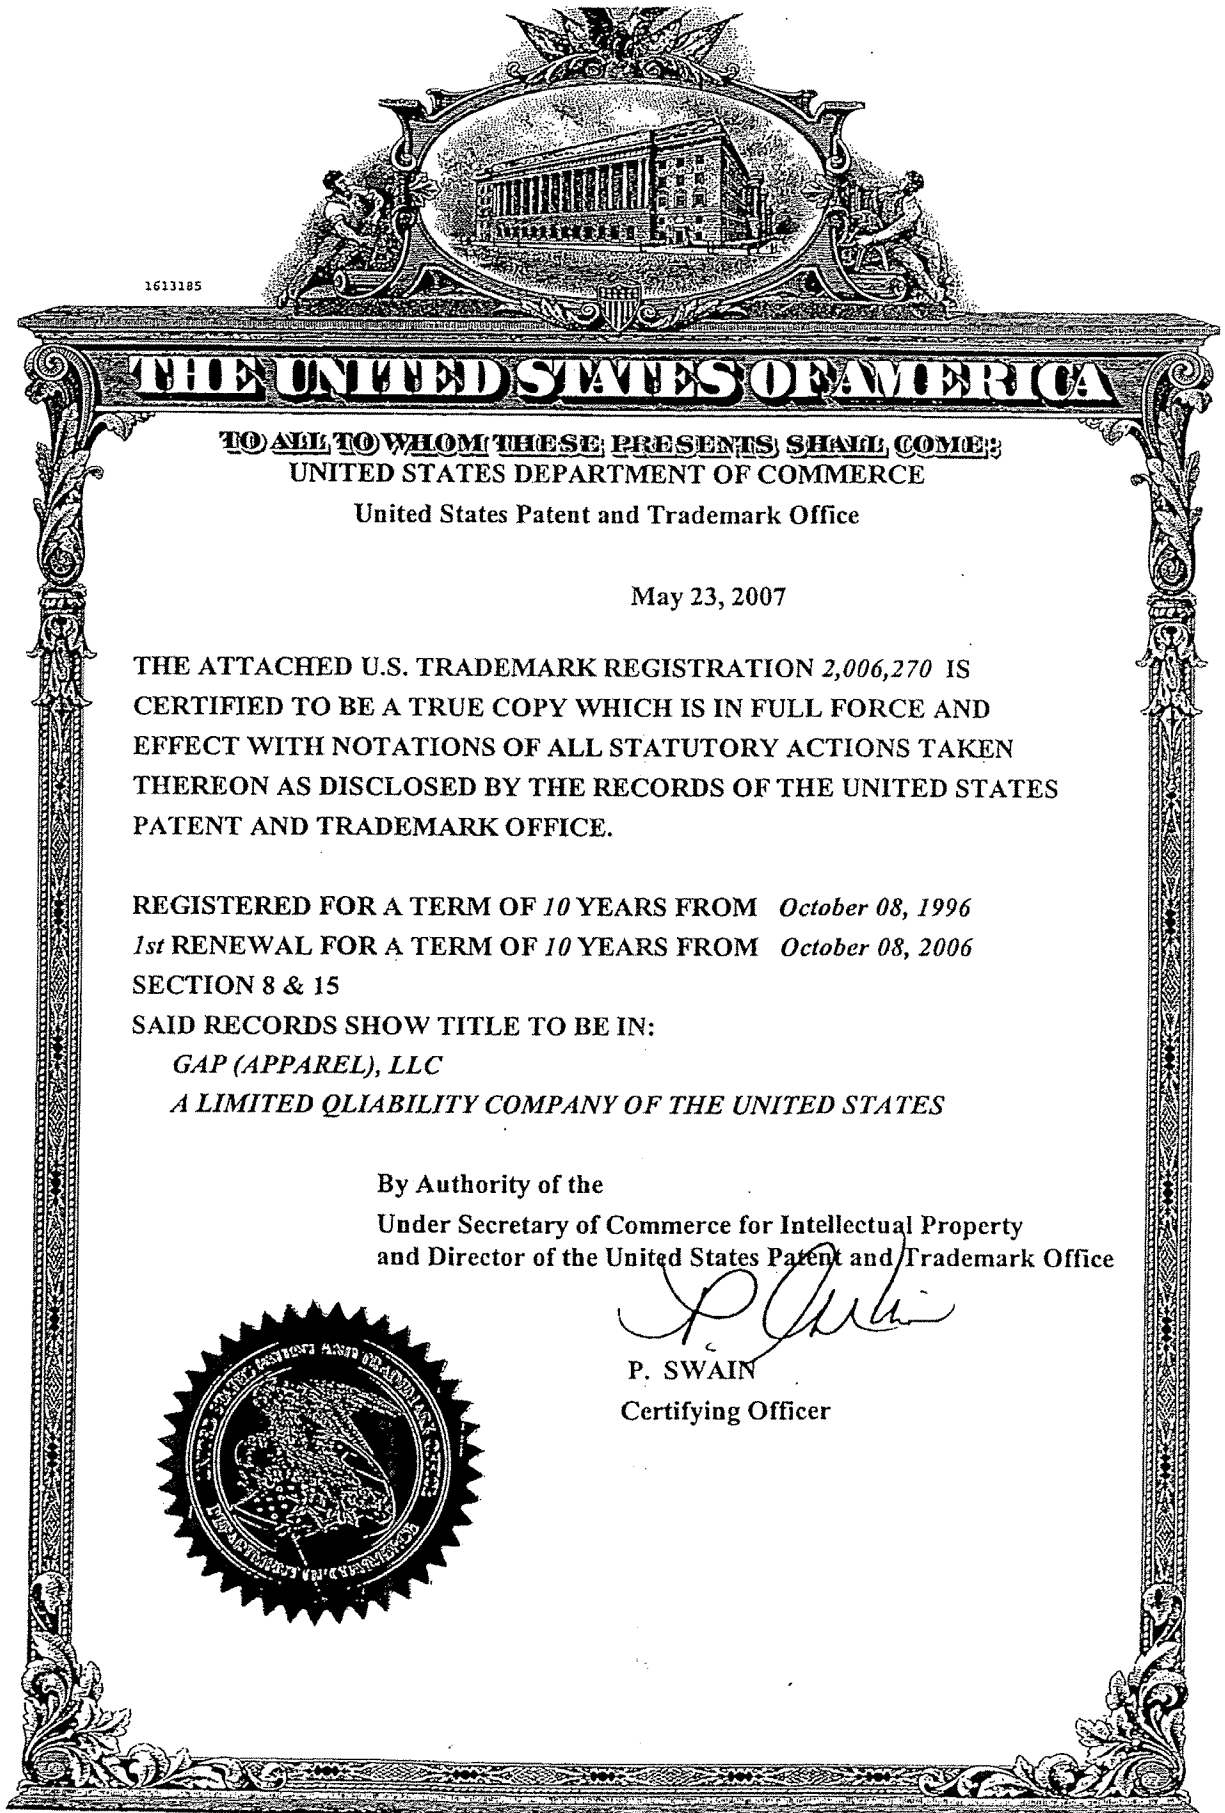 1613185
THE UNITED STATES OF AMERICA
TO ALL TO WHOM THESE PRESENTS SHALL COME:
UNITED STATES DEPARTMENT OF COMMERCE
United States Patent and Trademark Office
May 23, 2007
THE ATTACHED U.S. TRADEMARK REGISTRATION 2,006,270 IS
CERTIFIED TO BE A TRUE COPY WHICH IS IN FULL FORCE AND
EFFECT WITH NOTATIONS OF ALL STATUTORY ACTIONS TAKEN
THEREON AS DISCLOSED BY THE RECORDS OF THE UNITED STATES
PATENT AND TRADEMARK OFFICE.
REGISTERED FOR A TERM OF 10 YEARS FROM October 08, 1996
1st RENEWAL FOR A TERM OF 10 YEARS FROM October 08, 2006
SECTION 8 & 15
SAID RECORDS SHOW TITLE TO BE IN:
GAP (APPAREL), LLC
A LIMITED QLIABILITY COMPANY OF THE UNITED STATES
By Authority of the
Under Secretary of Commerce for Intellectual Property
and Director of the United States Patent and Trademark Office
P. Swain
P. SWAIN
Certifying Officer
UNITED STATES PATENT AND TRADEMARK OFFICE